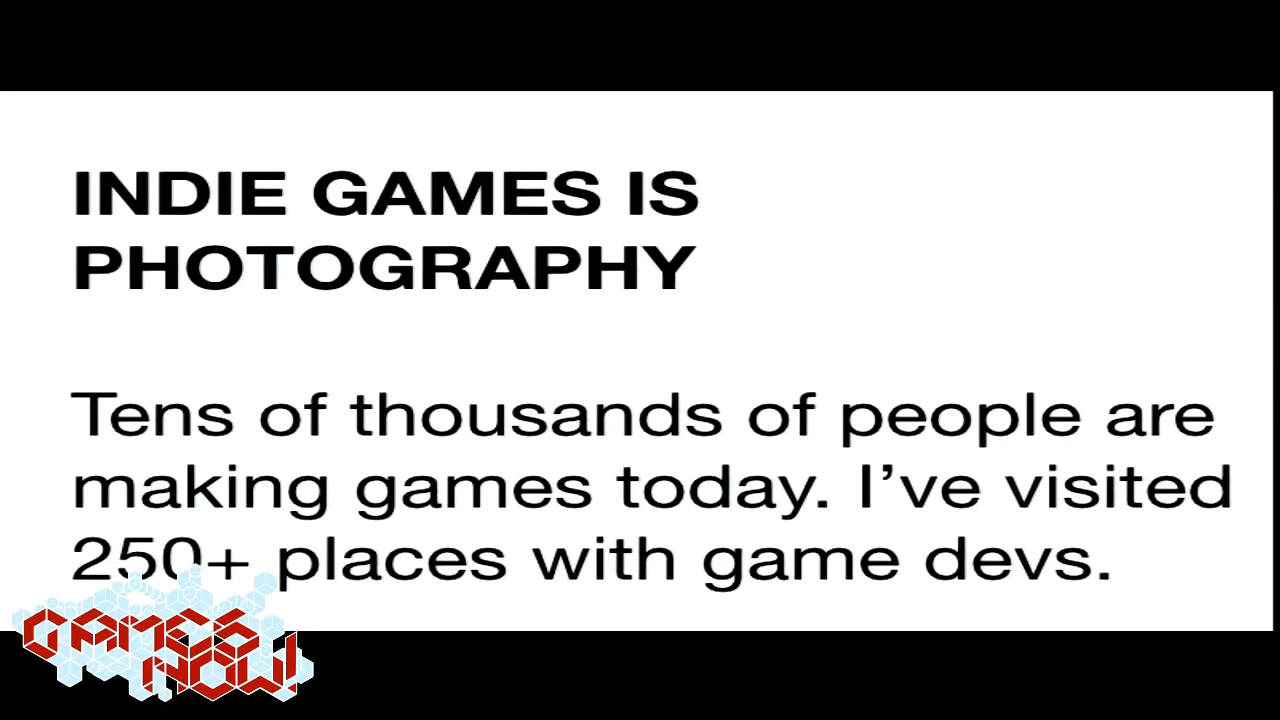 INDIE GAMES IS
PHOTOGRAPHY
Tens of thousands of people are
making games today. I’ve visited
250+ places with game devs.
GAMES
NOW!